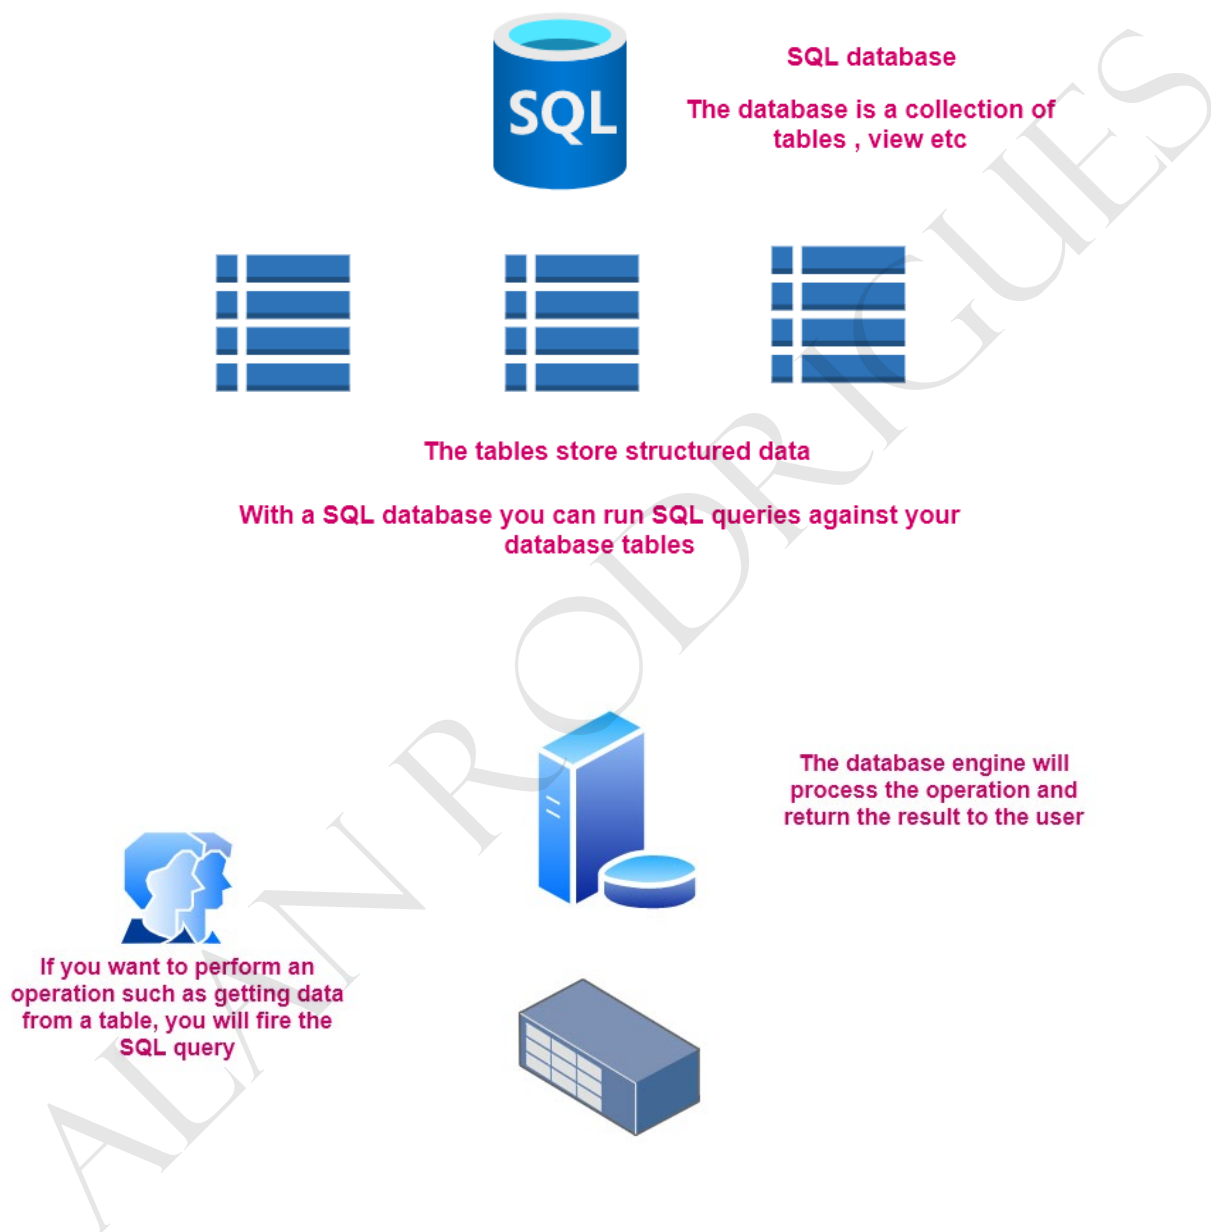 SQL
SQL database
The database is a collection of
tables , view etc
The tables store structured data
With a SQL database you can run SQL queries against your
database tables
The database engine will
process the operation and
return the result to the user
If you want to perform an
operation such as getting data
from a table, you will fire the
SQL query
ALAN RODRIGUES